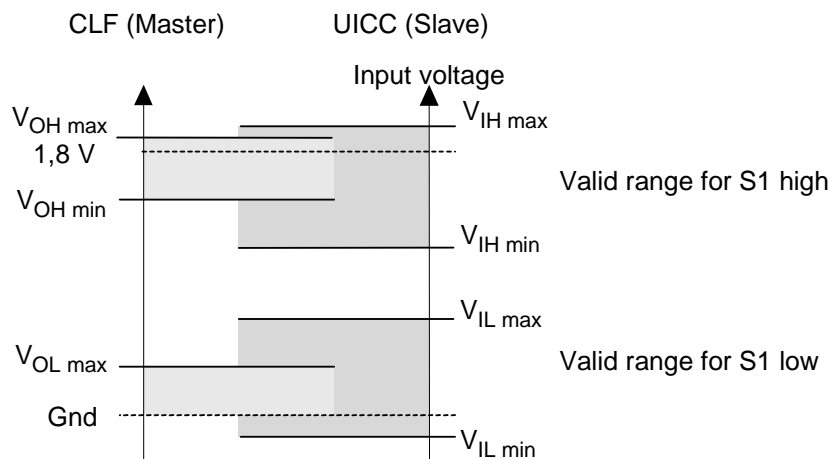 CLF (Master)
UICC (Slave)
Input voltage
VOH max
VIH max
1,8 V
Valid range for S1 high
VOH min
VIH min
VIL max
VOL max
Valid range for S1 low
Gnd
VIL min